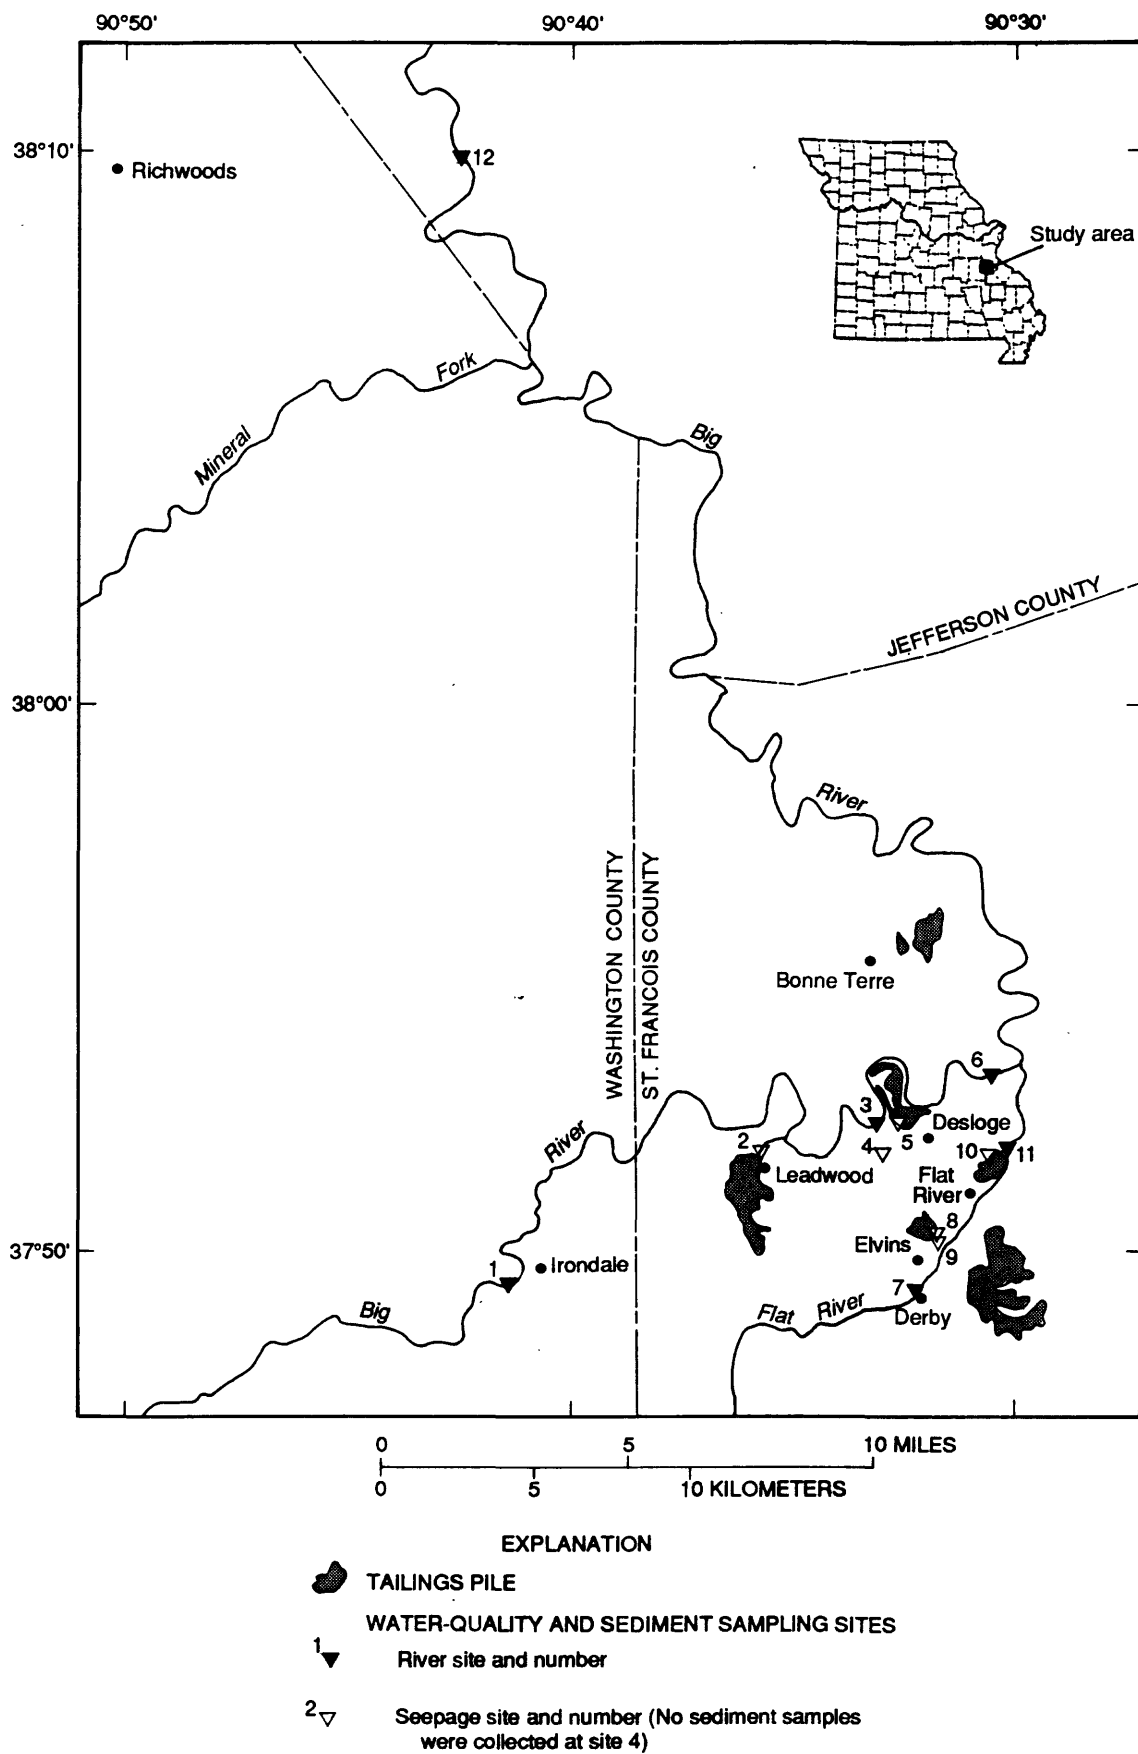 90°50'
90°40'
90°30'
38°10'
Richwoods
12
Study area
Fork
Mineral
Big
JEFFERSON COUNTY
38°00'
River
WASHINGTON COUNTY
ST. FRANCOIS COUNTY
Bonne Terre
6
3
Desloge
River
2
4
5
10
11
Leadwood
Flat
River
8
37°50'
Elvins
9
1
Irondale
7
Big
Flat
River
Derby
0
5
10 MILES
0
5
10 KILOMETERS
EXPLANATION
TAILINGS PILE
WATER-QUALITY AND SEDIMENT SAMPLING SITES
1
River site and number
2
Seepage site and number (No sediment samples
were collected at site 4)